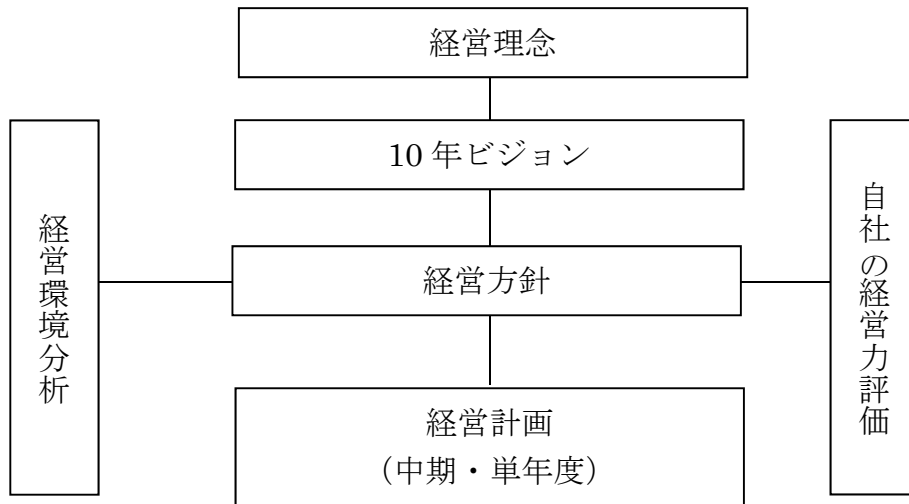 経営理念
10年ビジョン
経営環境分析
経営方針
自社の経営力評価
経営計画
（中期・単年度）